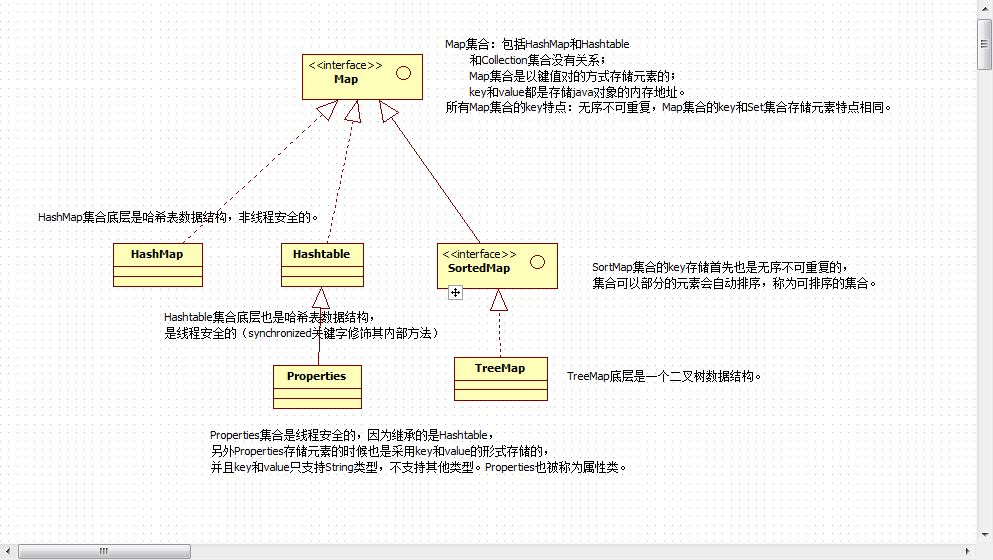 Map集合：包括HashMap和Hashtable
<<interface>>
和Collection集合没有关系；
Map
Map集合是以键值对的方式存储元素的；
key和value都是存储java对象的内存地址。
所有Map集合的key特点：无序不可重复，Map集合的key和Set集合存储元素特点相同。
HashMap集合底层是哈希表数据结构，非线程安全的。
HashMap
Hashtable
<<interface>>
SortedMap
SortMap集合的key存储首先也是无序不可重复的，
集合可以部分的元素会自动排序，称为可排序的集合。
Hashtable集合底层也是哈希表数据结构，
是线程安全的（synchronized关键字修饰其内部方法）
Properties
TreeMap
TreeMap底层是一个二叉树数据结构。
Properties集合是线程安全的，因为继承的是Hashtable，
另外Properties存储元素的时候也是采用key和value的形式存储的，
并且key和value只支持String类型，不支持其他类型。Properties也被称为属性类。